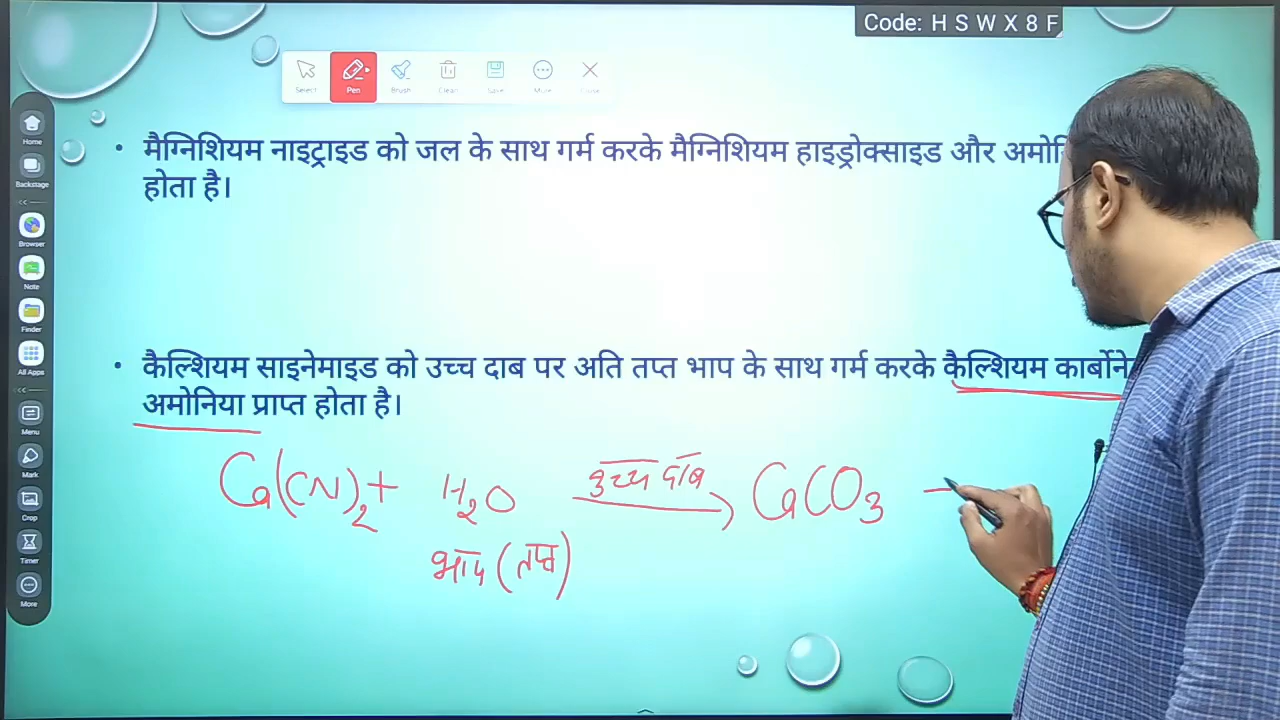 Code: H S W X 8 F
Select Pen Brush Clean Save More Close
Home
Backstage
Browser
Note
Finder
All Apps
Menu
Mark
Crop
Timer
More
• मैग्निशियम नाइट्राइड को जल के साथ गर्म करके मैग्निशियम हाइड्रोक्साइड और
होता है।
• कैल्शियम साइनेमाइड को उच्च दाब पर अति तप्त भाप के साथ गर्म करके कैल्शियम
अमोनिया प्राप्त होता है।
Ca(CN)₂ + H₂O उच्च दाब → CaCO₃
भाप (तप्त)